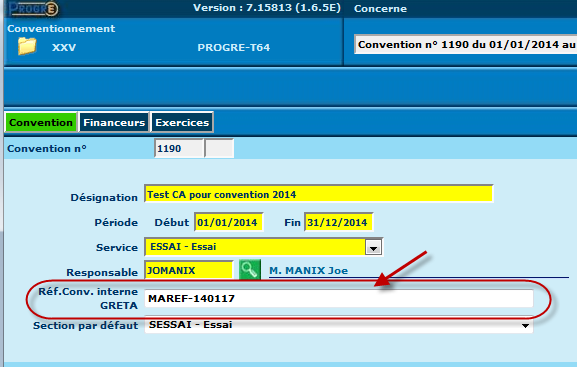 PROGRE Version : 7.15813 (1.6.5E) Concerne
Conventionnement
XXV PROGRE-T64 Convention n° 1190 du 01/01/2014 au
Convention Financeurs Exercices
Convention n° 1190
Désignation Test CA pour convention 2014
Période Début 01/01/2014 Fin 31/12/2014
Service ESSAI - Essai
Responsable JOMANIX M. MANIX Joe
Réf.Conv. interne
GRETA MAREF-140117
Section par défaut SESSAI - Essai